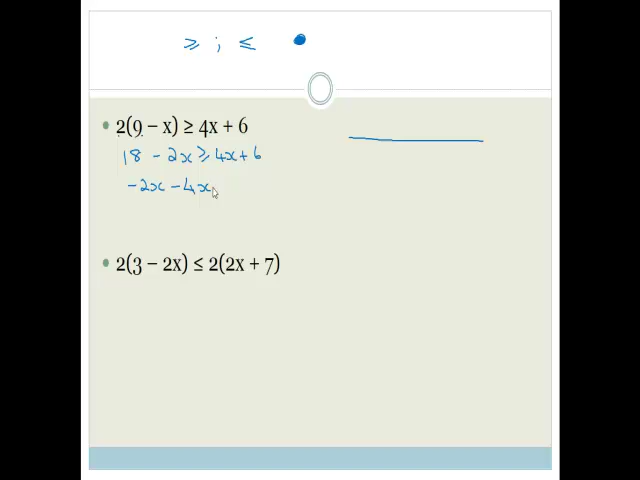 ≥ ; ≤ ●
2(9 − x) ≥ 4x + 6
18 − 2x ≥ 4x + 6
− 2x − 4x
2(3 − 2x) ≤ 2(2x + 7)